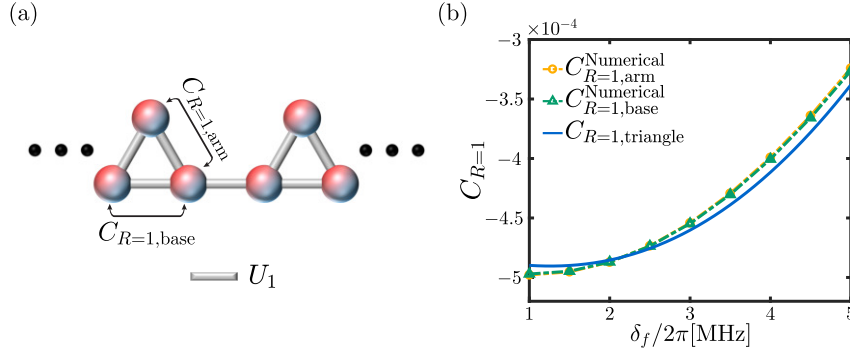 (a)
C_{R=1,arm}
C_{R=1,base}
U_1
(b)
×10^{-4}
-3
-3.5
-4
-4.5
-5
C_{R=1}
C^{Numerical}_{R=1,arm}
C^{Numerical}_{R=1,base}
C_{R=1,triangle}
1 2 3 4 5
δ_f/2π[MHz]